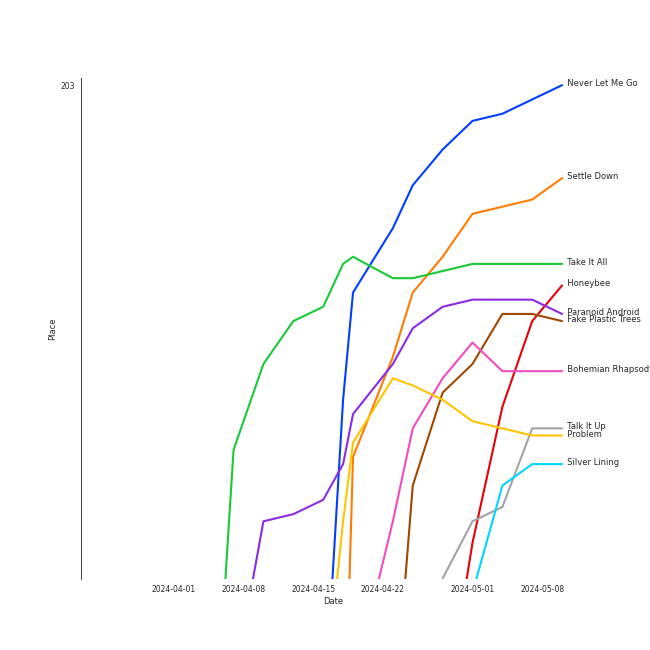 203
Never Let Me Go
Settle Down
Take It All
Honeybee
Paranoid Android
Fake Plastic Trees
Bohemian Rhapsod
Talk It Up
Problem
Silver Lining
Place
2024-04-01 2024-04-08 2024-04-15 2024-04-22 2024-05-01 2024-05-08
Date